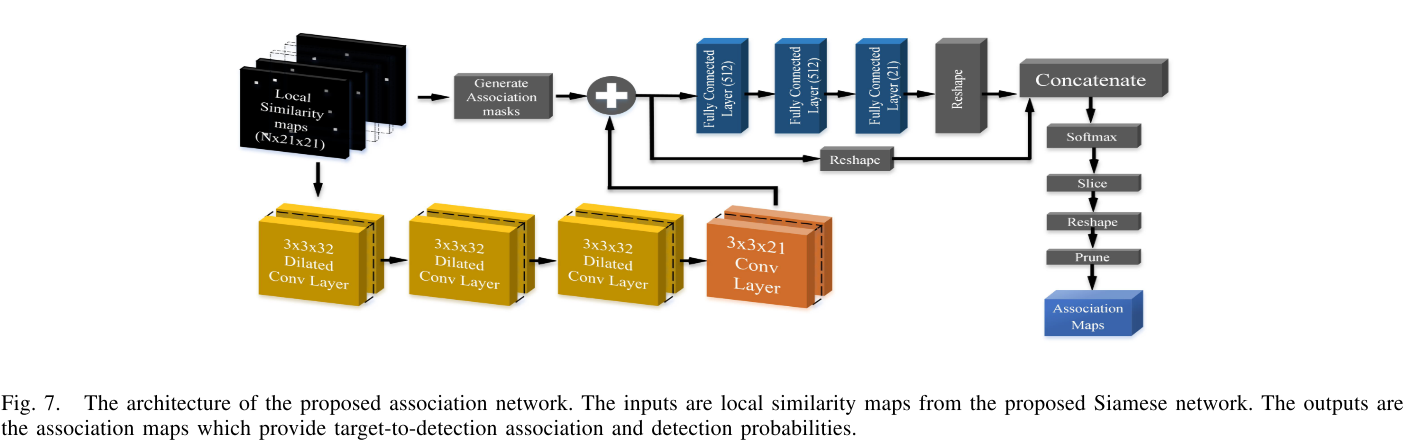 Local
Similarity
maps
(Nx21x21)
Generate
Association
masks
Fully Connected
Layer (512)
Fully Connected
Layer (512)
Fully Connected
Layer (21)
Reshape
Concatenate
Reshape
Softmax
Slice
Reshape
Prune
Association
Maps
3x3x32
Dilated
Conv Layer
3x3x32
Dilated
Conv Layer
3x3x32
Dilated
Conv Layer
3x3x21
Conv
Layer
Fig. 7. The architecture of the proposed association network. The inputs are local similarity maps from the proposed Siamese network. The outputs are
the association maps which provide target-to-detection association and detection probabilities.